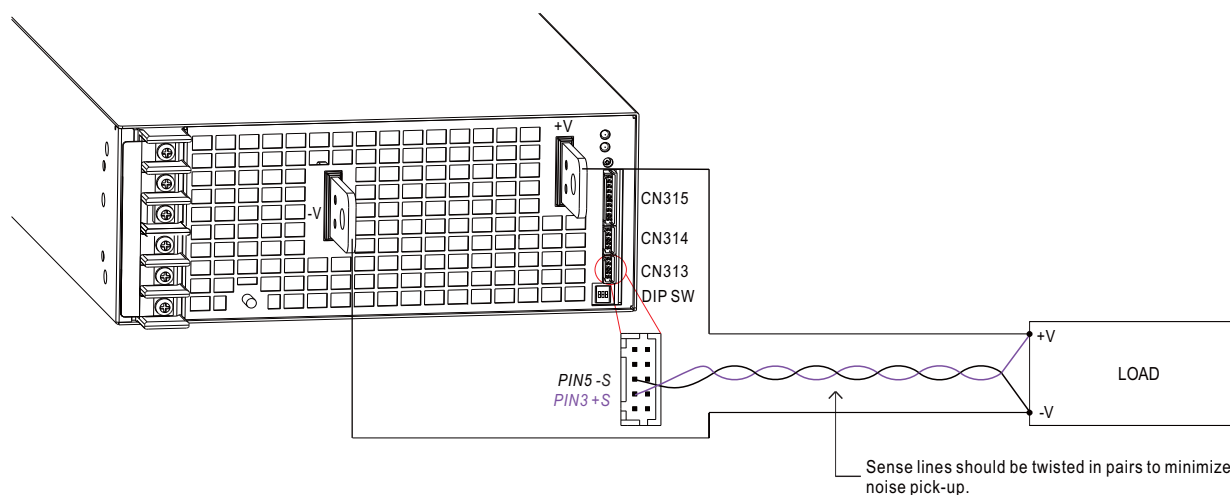 +V
-V
CN315
CN314
CN313
DIP SW
PIN5 -S
PIN3 +S
+V
LOAD
-V
Sense lines should be twisted in pairs to minimize
noise pick-up.